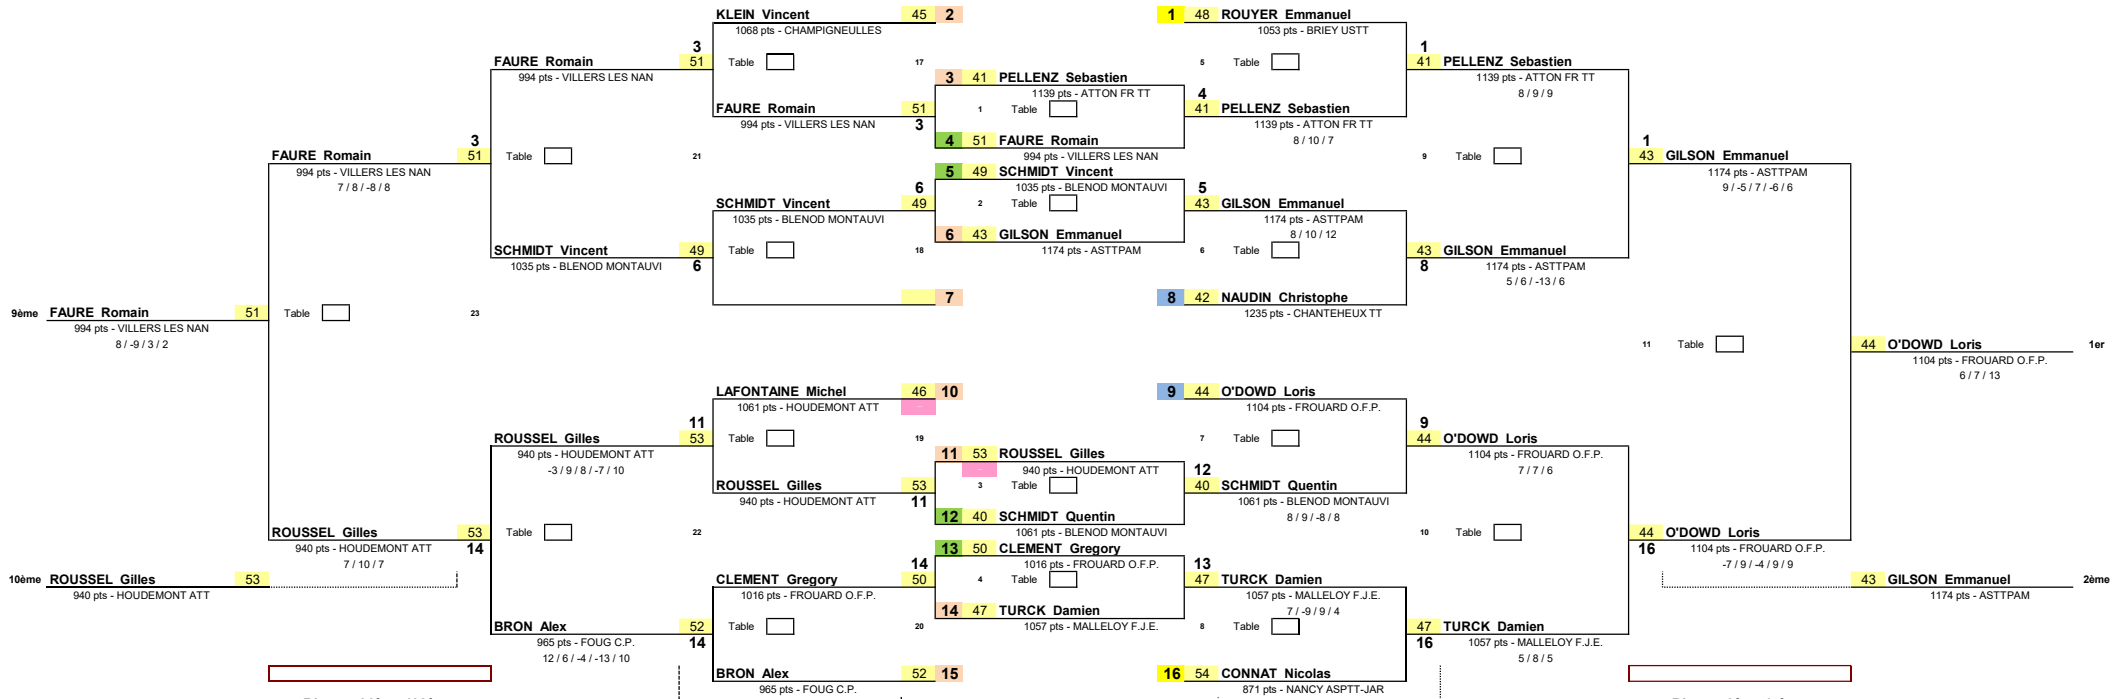 KLEIN Vincent 45 2 1 48 ROUYER Emmanuel
1068 pts - CHAMPIGNEULLES 1053 pts - BRIEY USTT
3 1
FAURE Romain 51 Table 17 5 Table 41 PELLENZ Sebastien
994 pts - VILLERS LES NAN 3 41 PELLENZ Sebastien 1139 pts - ATTON FR TT
1139 pts - ATTON FR TT 4 8 / 9 / 9
FAURE Romain 51 1 Table 41 PELLENZ Sebastien
994 pts - VILLERS LES NAN 3 1139 pts - ATTON FR TT
3 4 51 FAURE Romain 8 / 10 / 7 1
FAURE Romain 51 Table 21 994 pts - VILLERS LES NAN 9 Table 43 GILSON Emmanuel
994 pts - VILLERS LES NAN 5 49 SCHMIDT Vincent 1174 pts - ASTTPAM
7 / 8 / -8 / 8 6 1035 pts - BLENOD MONTAUVI 5 9 / -5 / 7 / -6 / 6
SCHMIDT Vincent 49 2 Table 43 GILSON Emmanuel
1035 pts - BLENOD MONTAUVI 1174 pts - ASTTPAM
6 43 GILSON Emmanuel 8 / 10 / 12
SCHMIDT Vincent 49 Table 18 1174 pts - ASTTPAM 6 Table 43 GILSON Emmanuel
1035 pts - BLENOD MONTAUVI 6 8 1174 pts - ASTTPAM
5 / 6 / -13 / 6
7 8 42 NAUDIN Christophe
9ème FAURE Romain 51 Table 23 1235 pts - CHANTEHEUX TT
994 pts - VILLERS LES NAN
8 / -9 / 3 / 2 11 Table 44 O'DOWD Loris 1er
1104 pts - FROUARD O.F.P.
6 / 7 / 13
LAFONTAINE Michel 46 10 9 44 O'DOWD Loris
1061 pts - HOUDEMONT ATT 1104 pts - FROUARD O.F.P.
11 9
ROUSSEL Gilles 53 Table 19 7 Table 44 O'DOWD Loris
940 pts - HOUDEMONT ATT 11 53 ROUSSEL Gilles 1104 pts - FROUARD O.F.P.
-3 / 9 / 8 / -7 / 10 940 pts - HOUDEMONT ATT 12 7 / 7 / 6
ROUSSEL Gilles 53 3 Table 40 SCHMIDT Quentin
940 pts - HOUDEMONT ATT 11 1061 pts - BLENOD MONTAUVI
12 40 SCHMIDT Quentin 8 / 9 / -8 / 8
ROUSSEL Gilles 53 Table 22 1061 pts - BLENOD MONTAUVI 10 Table 44 O'DOWD Loris
940 pts - HOUDEMONT ATT 14 13 50 CLEMENT Gregory 16 1104 pts - FROUARD O.F.P.
7 / 10 / 7 14 1016 pts - FROUARD O.F.P. 13 -7 / 9 / -4 / 9 / 9
10ème ROUSSEL Gilles 53 CLEMENT Gregory 50 4 Table 47 TURCK Damien 43 GILSON Emmanuel 2ème
940 pts - HOUDEMONT ATT 1016 pts - FROUARD O.F.P. 1057 pts - MALLELOY F.J.E. 1174 pts - ASTTPAM
14 47 TURCK Damien 7 / -9 / 9 / 4
BRON Alex 52 Table 20 1057 pts - MALLELOY F.J.E. 8 Table 47 TURCK Damien
965 pts - FOUG C.P. 14 16 1057 pts - MALLELOY F.J.E.
12 / 6 / -4 / -13 / 10 5 / 8 / 5
BRON Alex 52 15 16 54 CONNAT Nicolas
965 pts - FOUG C.P. 871 pts - NANCY ASPTT-JAR